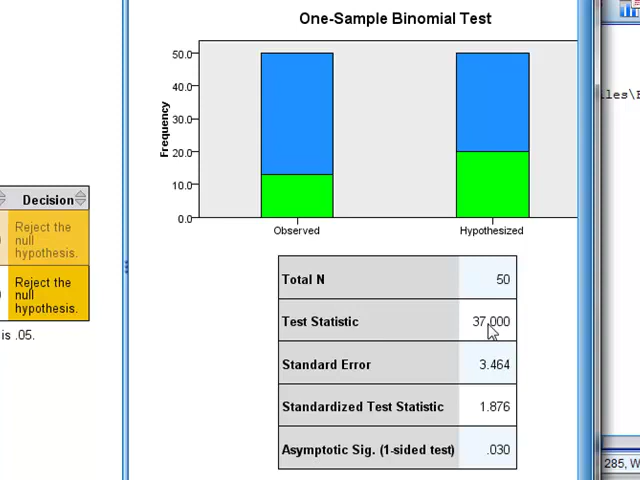 One-Sample Binomial Test
50.0
40.0
30.0
20.0
10.0
0.0
Frequency
Observed
Hypothesized
Total N 50
Test Statistic 37.000
Standard Error 3.464
Standardized Test Statistic 1.876
Asymptotic Sig. (1-sided test) .030
Decision
Reject the
null
hypothesis.
Reject the
null
hypothesis.
is .05.
les\
285, W